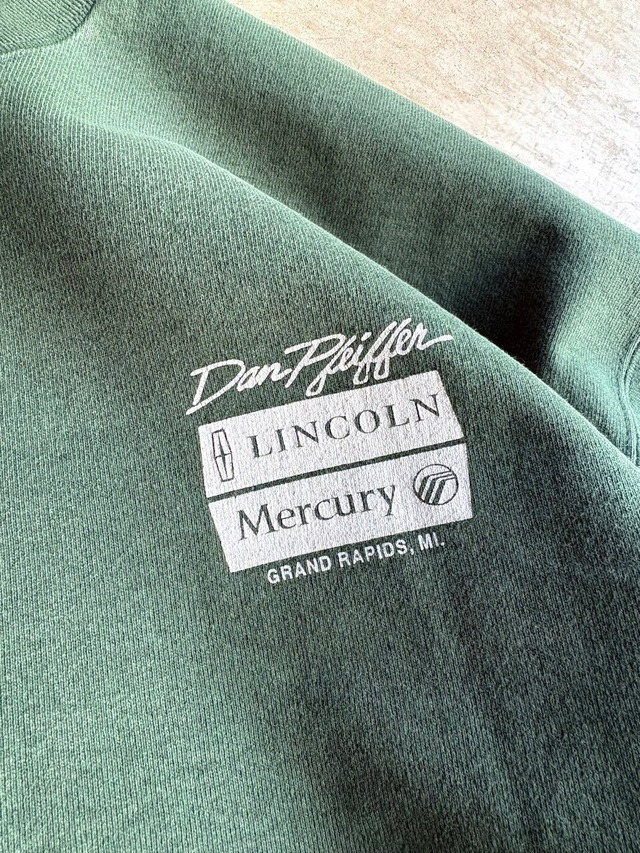 Dan Pfeiffer
LINCOLN
Mercury
GRAND RAPIDS, MI.